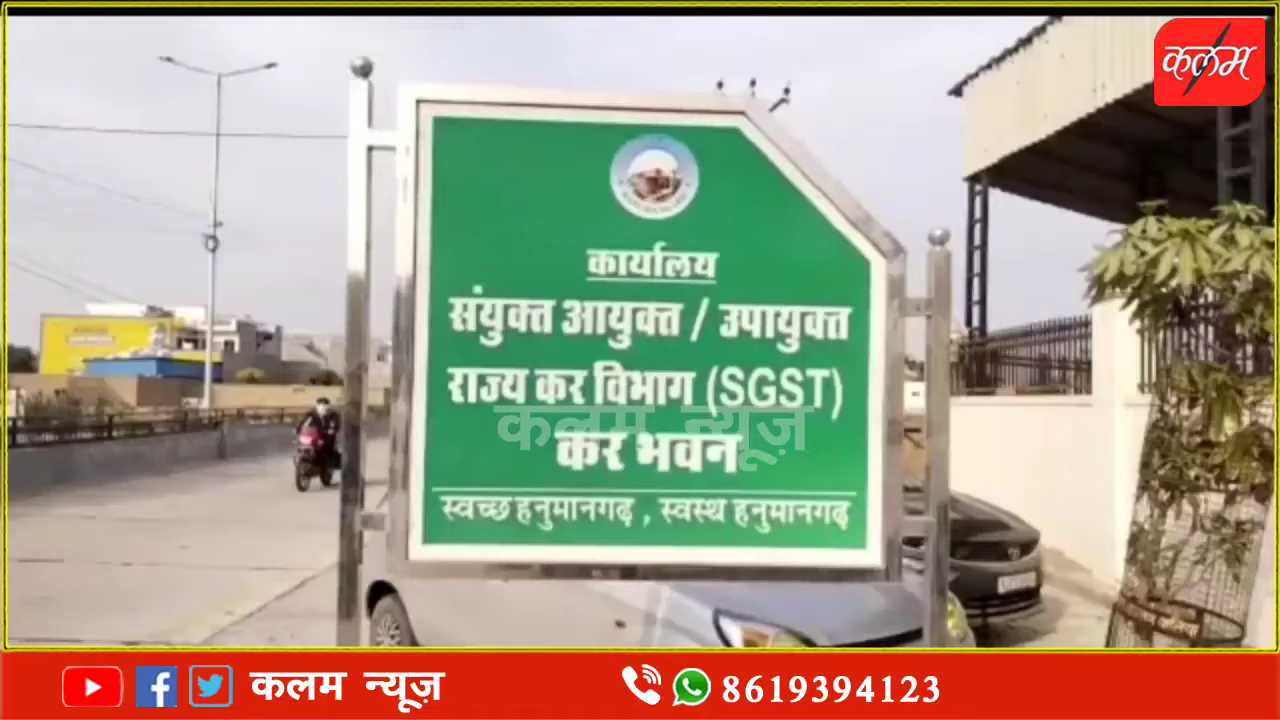 कलम
कार्यालय
संयुक्त आयुक्त / उपायुक्त
राज्य कर विभाग (SGST)
कलम न्यूज़
कर भवन
स्वच्छ हनुमानगढ़ , स्वस्थ हनुमानगढ़
कलम न्यूज़
8619394123